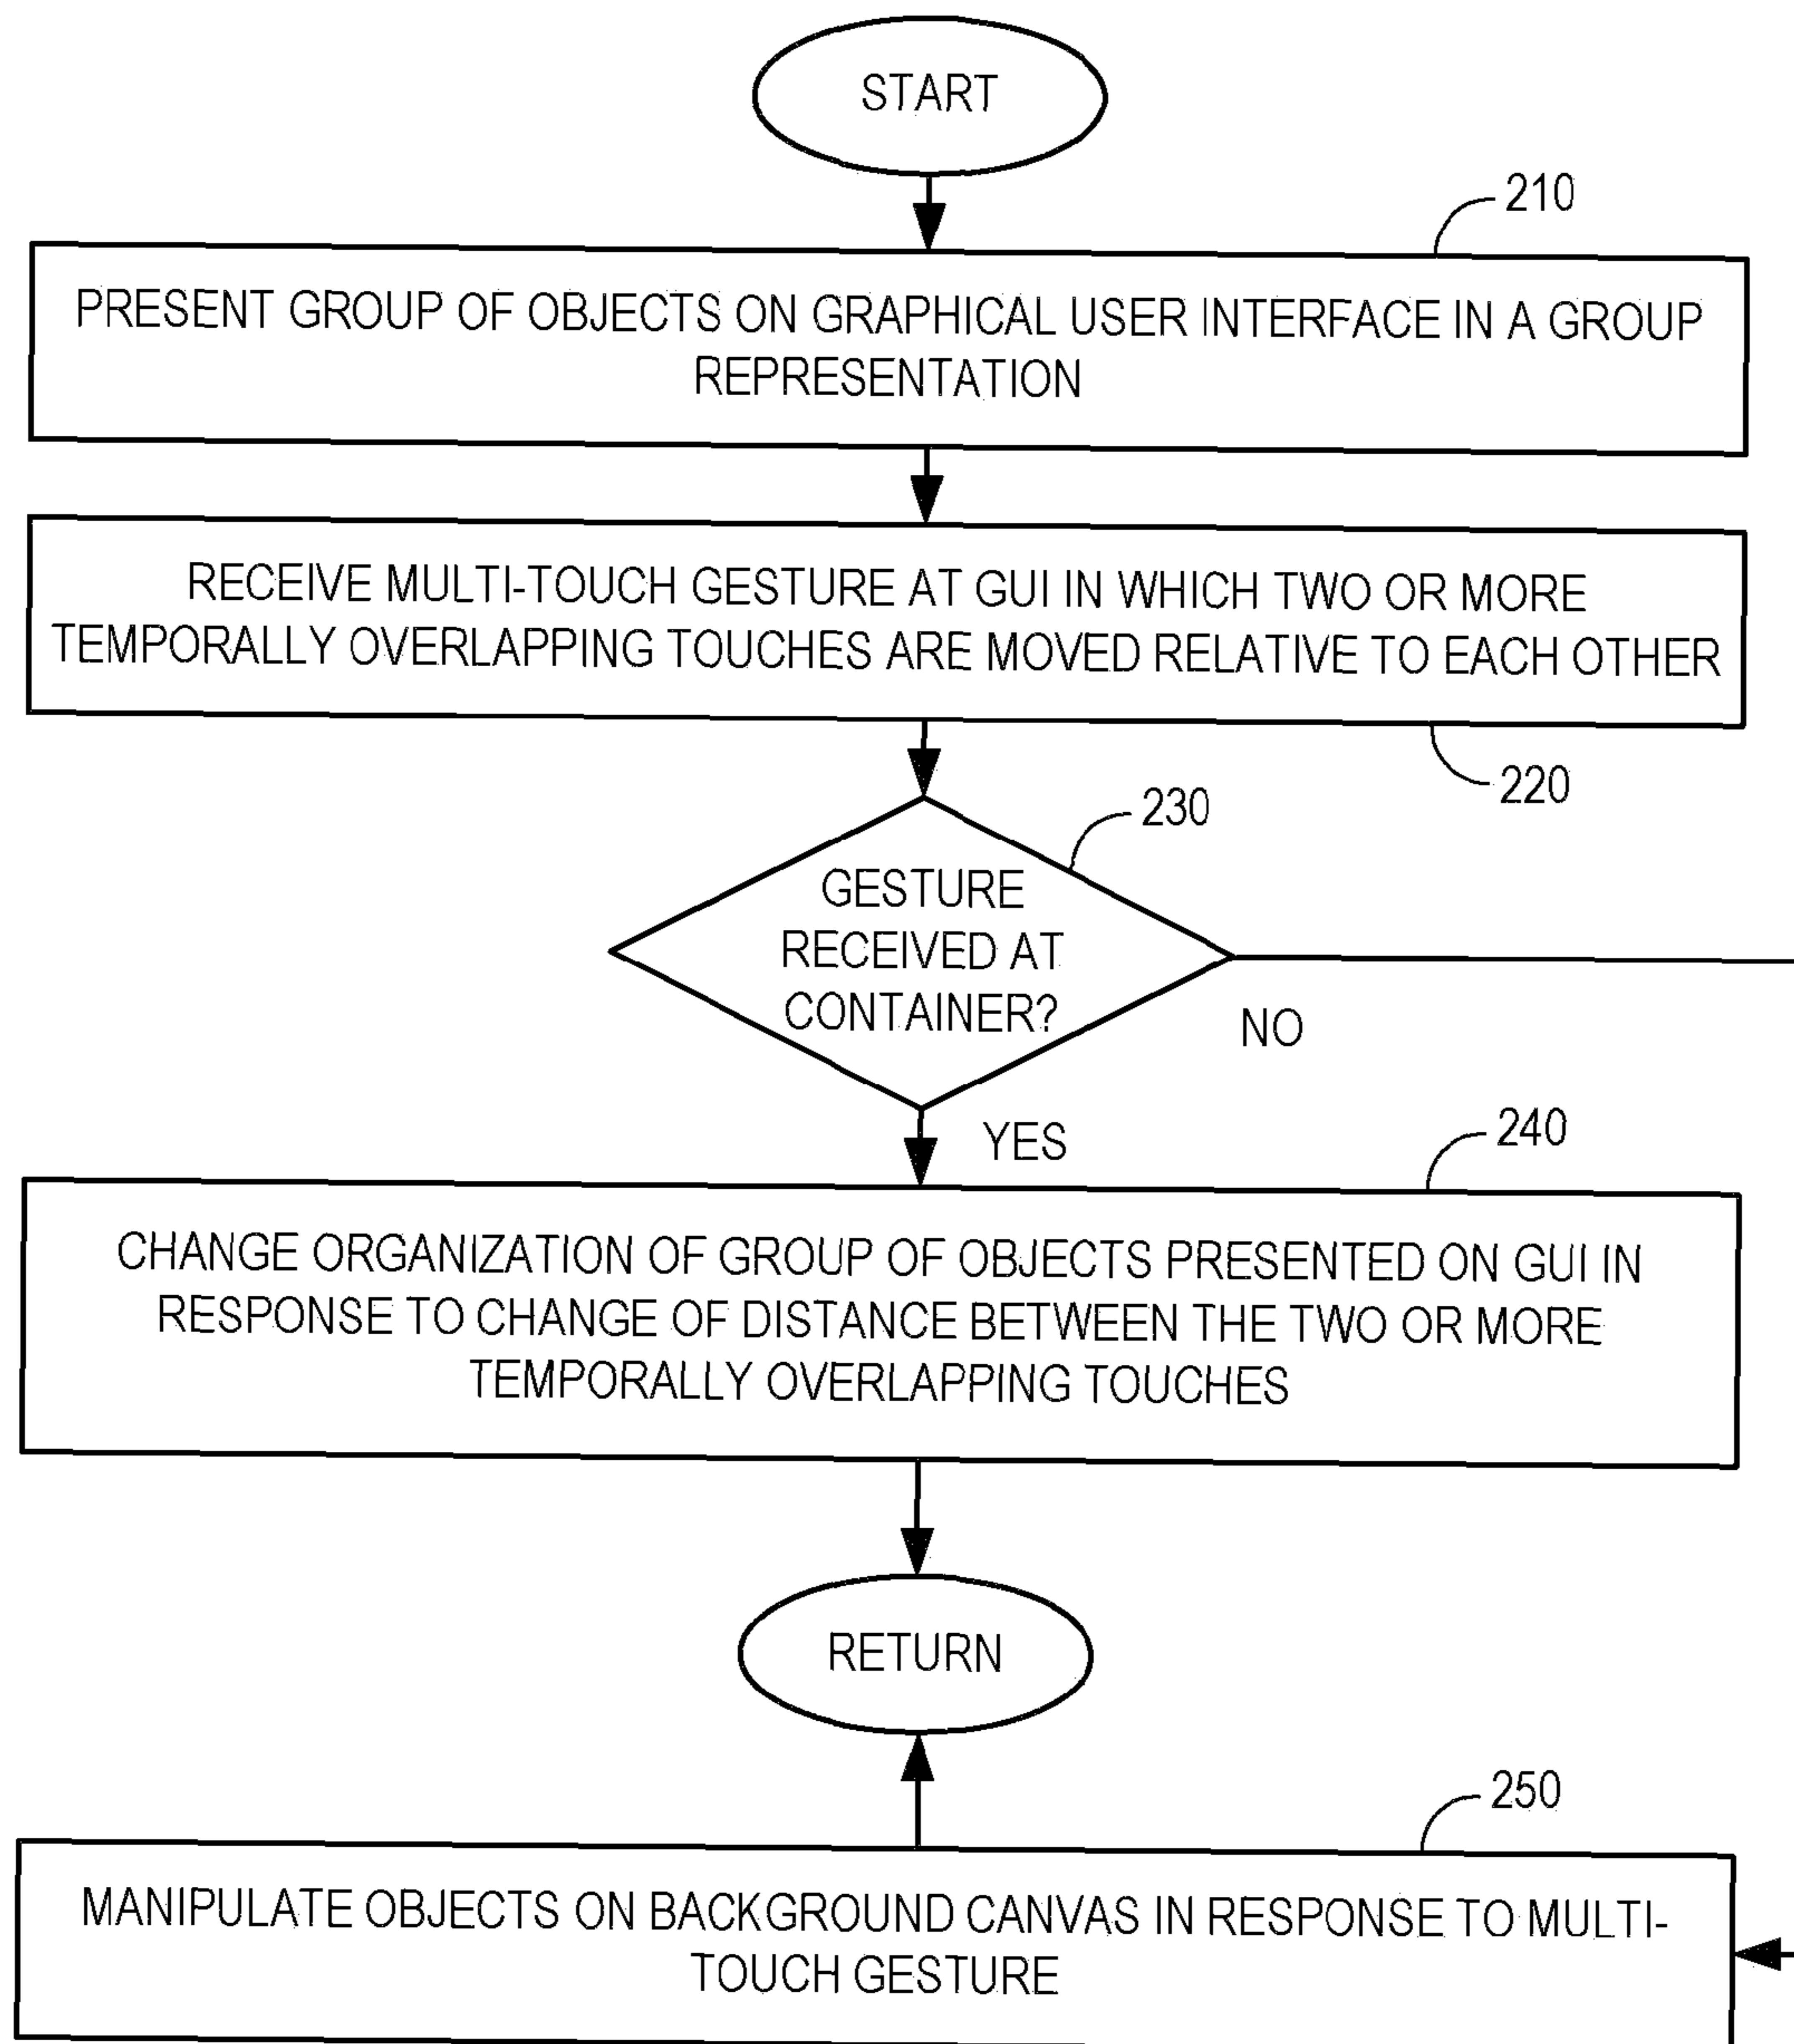 START
210
PRESENT GROUP OF OBJECTS ON GRAPHICAL USER INTERFACE IN A GROUP
REPRESENTATION
RECEIVE MULTI-TOUCH GESTURE AT GUI IN WHICH TWO OR MORE
TEMPORALLY OVERLAPPING TOUCHES ARE MOVED RELATIVE TO EACH OTHER
220
230
GESTURE
RECEIVED AT
CONTAINER?
NO
YES
240
CHANGE ORGANIZATION OF GROUP OF OBJECTS PRESENTED ON GUI IN
RESPONSE TO CHANGE OF DISTANCE BETWEEN THE TWO OR MORE
TEMPORALLY OVERLAPPING TOUCHES
RETURN
250
MANIPULATE OBJECTS ON BACKGROUND CANVAS IN RESPONSE TO MULTI-
TOUCH GESTURE